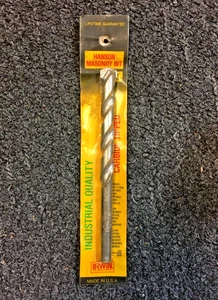 LIFETIME GUARANTEE
HANSON
MASONRY BIT
INDUSTRIAL QUALITY
CARBIDE TIPPED
IRWIN
MADE IN U.S.A.